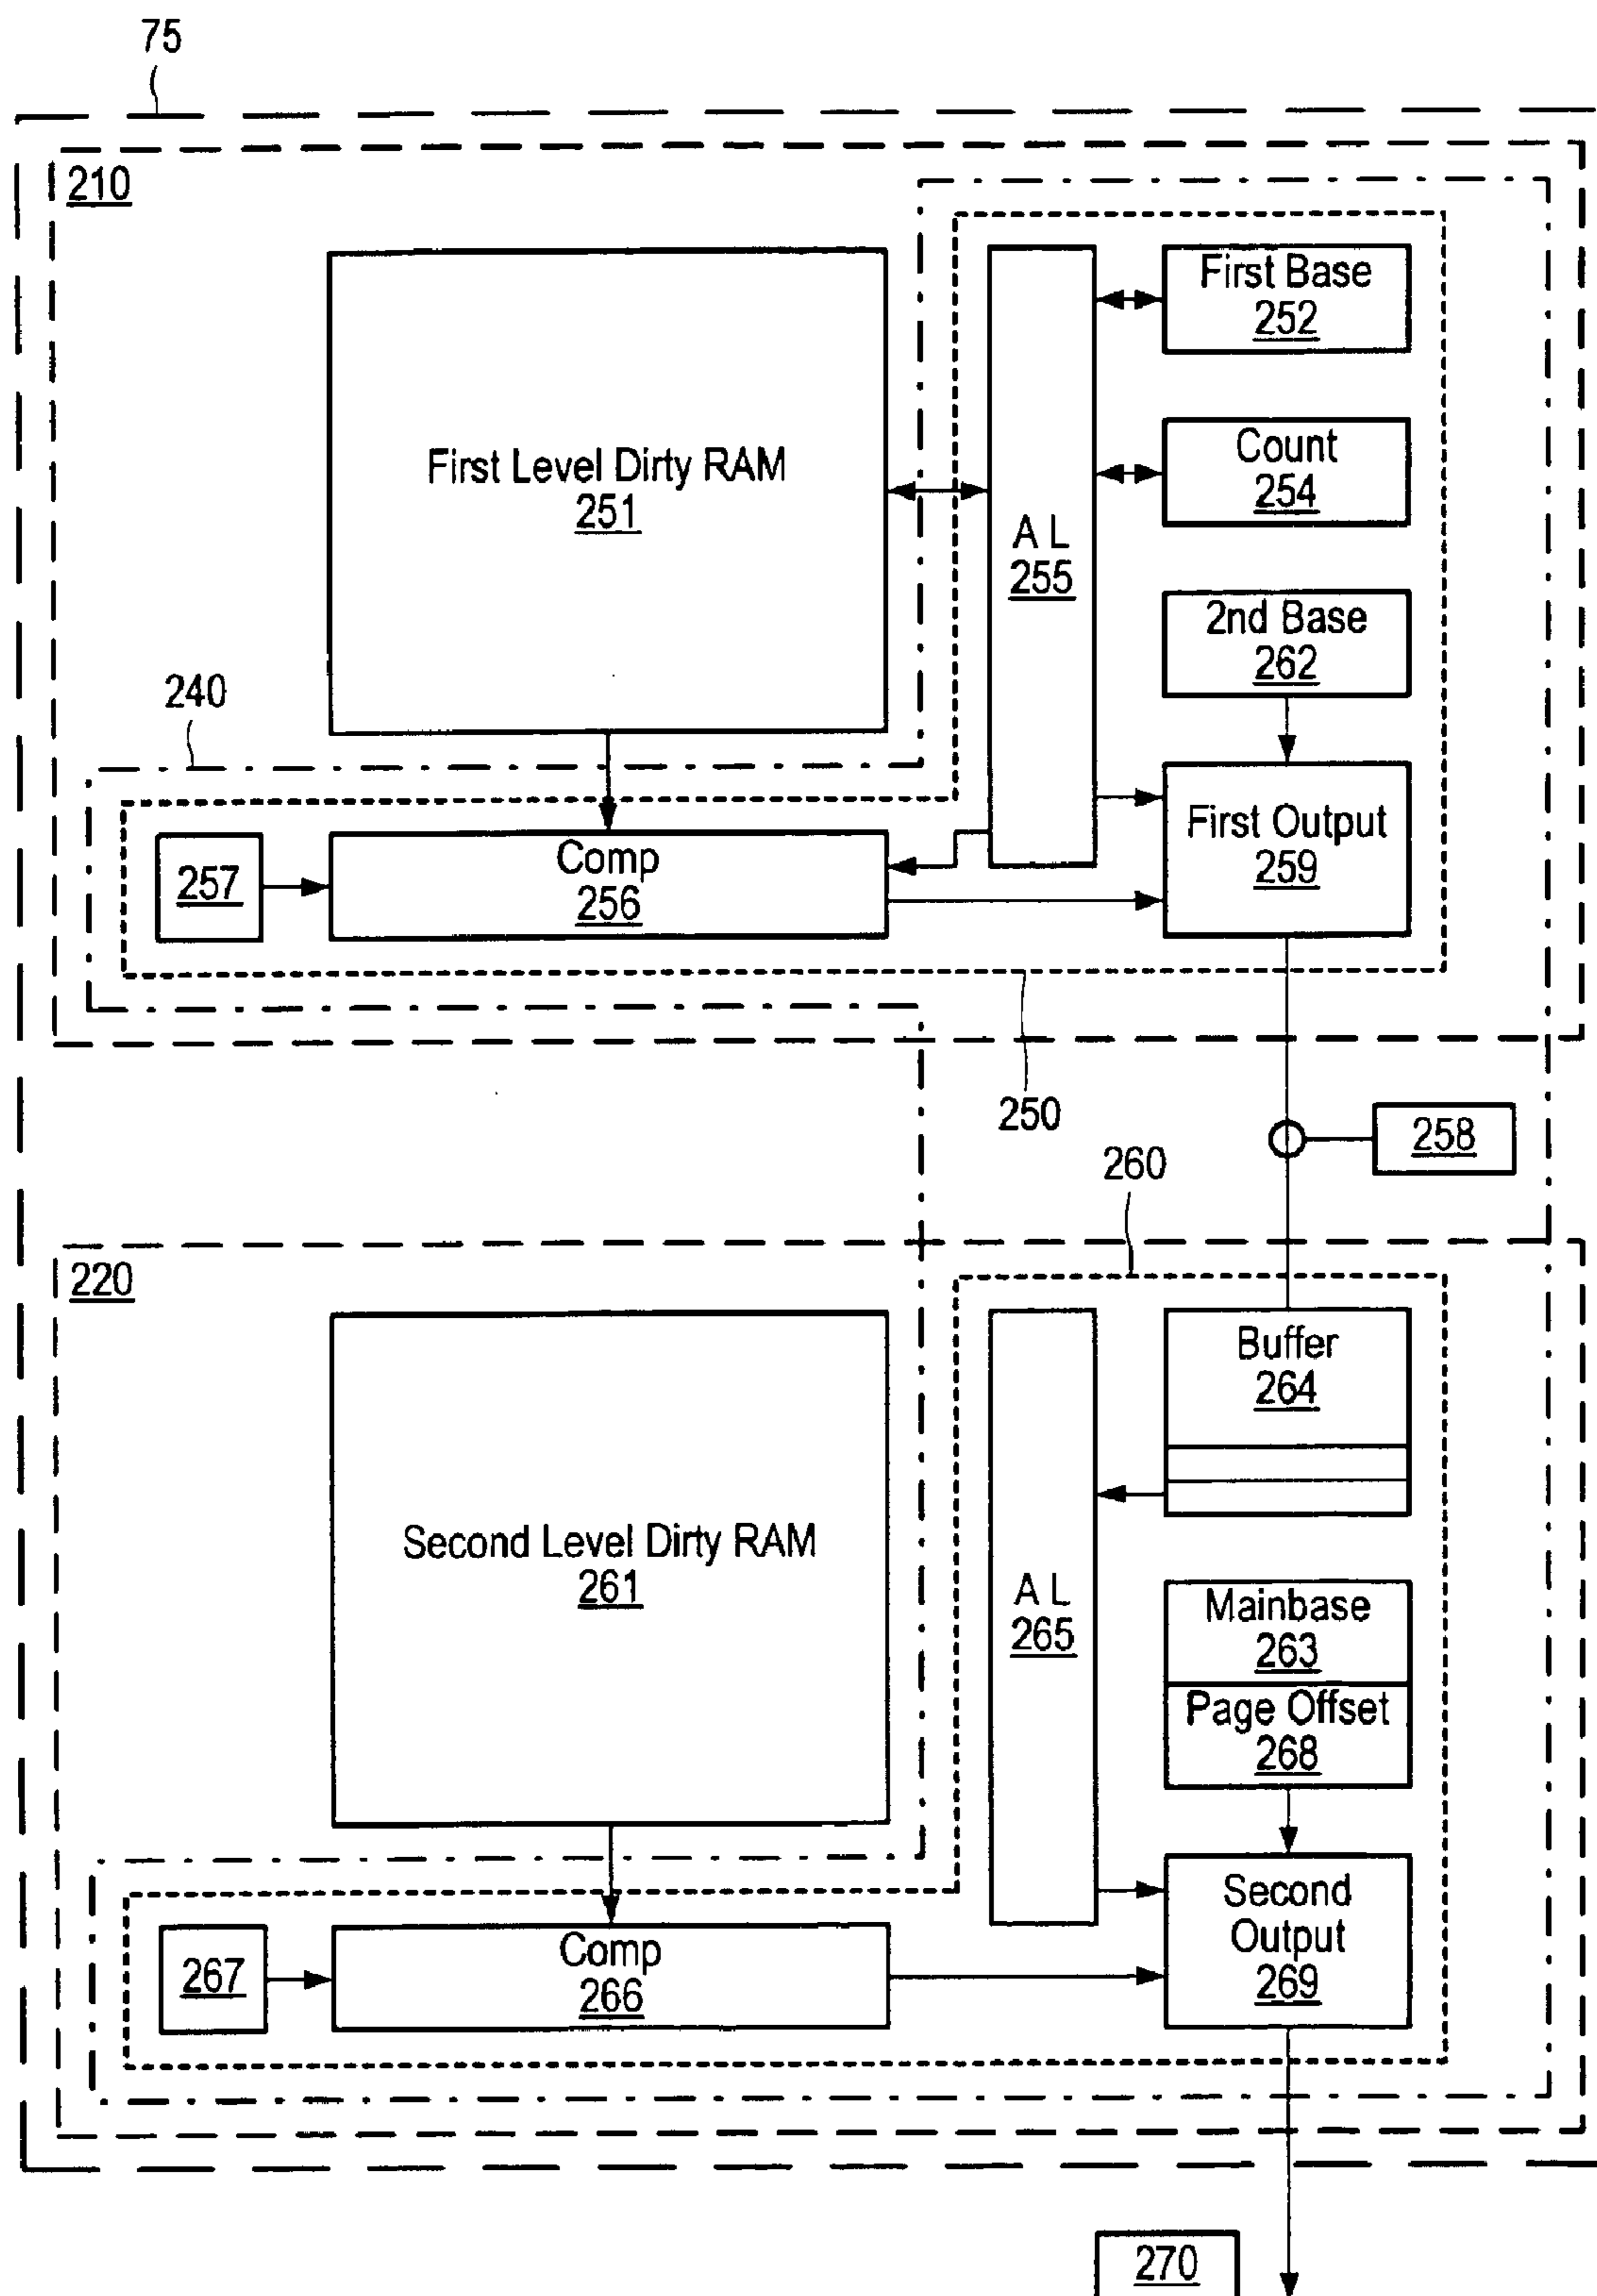 75
210
First Base
252
First Level Dirty RAM
251
Count
254
A L
255
2nd Base
262
240
First Output
259
257
Comp
256
250
258
260
220
Buffer
264
Second Level Dirty RAM
261
A L
265
Mainbase
263
Page Offset
268
Second
Output
269
267
Comp
266
270